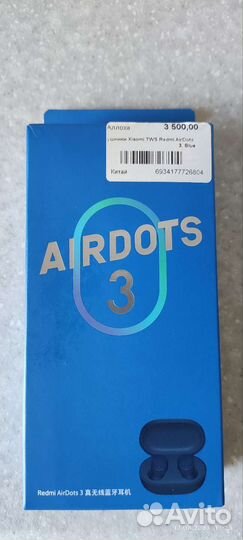 Аллоха 3 500,00
ушники Xiaomi TWS Redmi AirDots
3, Blue
Китай 6934177726804
AIRDOTS
3
Redmi AirDots 3 真无线蓝牙耳机
Avito